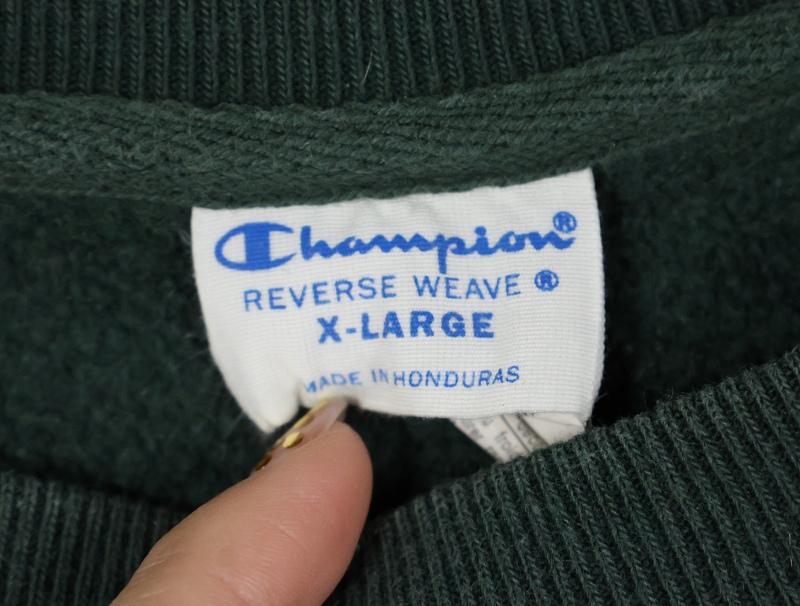 Champion®
REVERSE WEAVE ®
X-LARGE
MADE IN HONDURAS